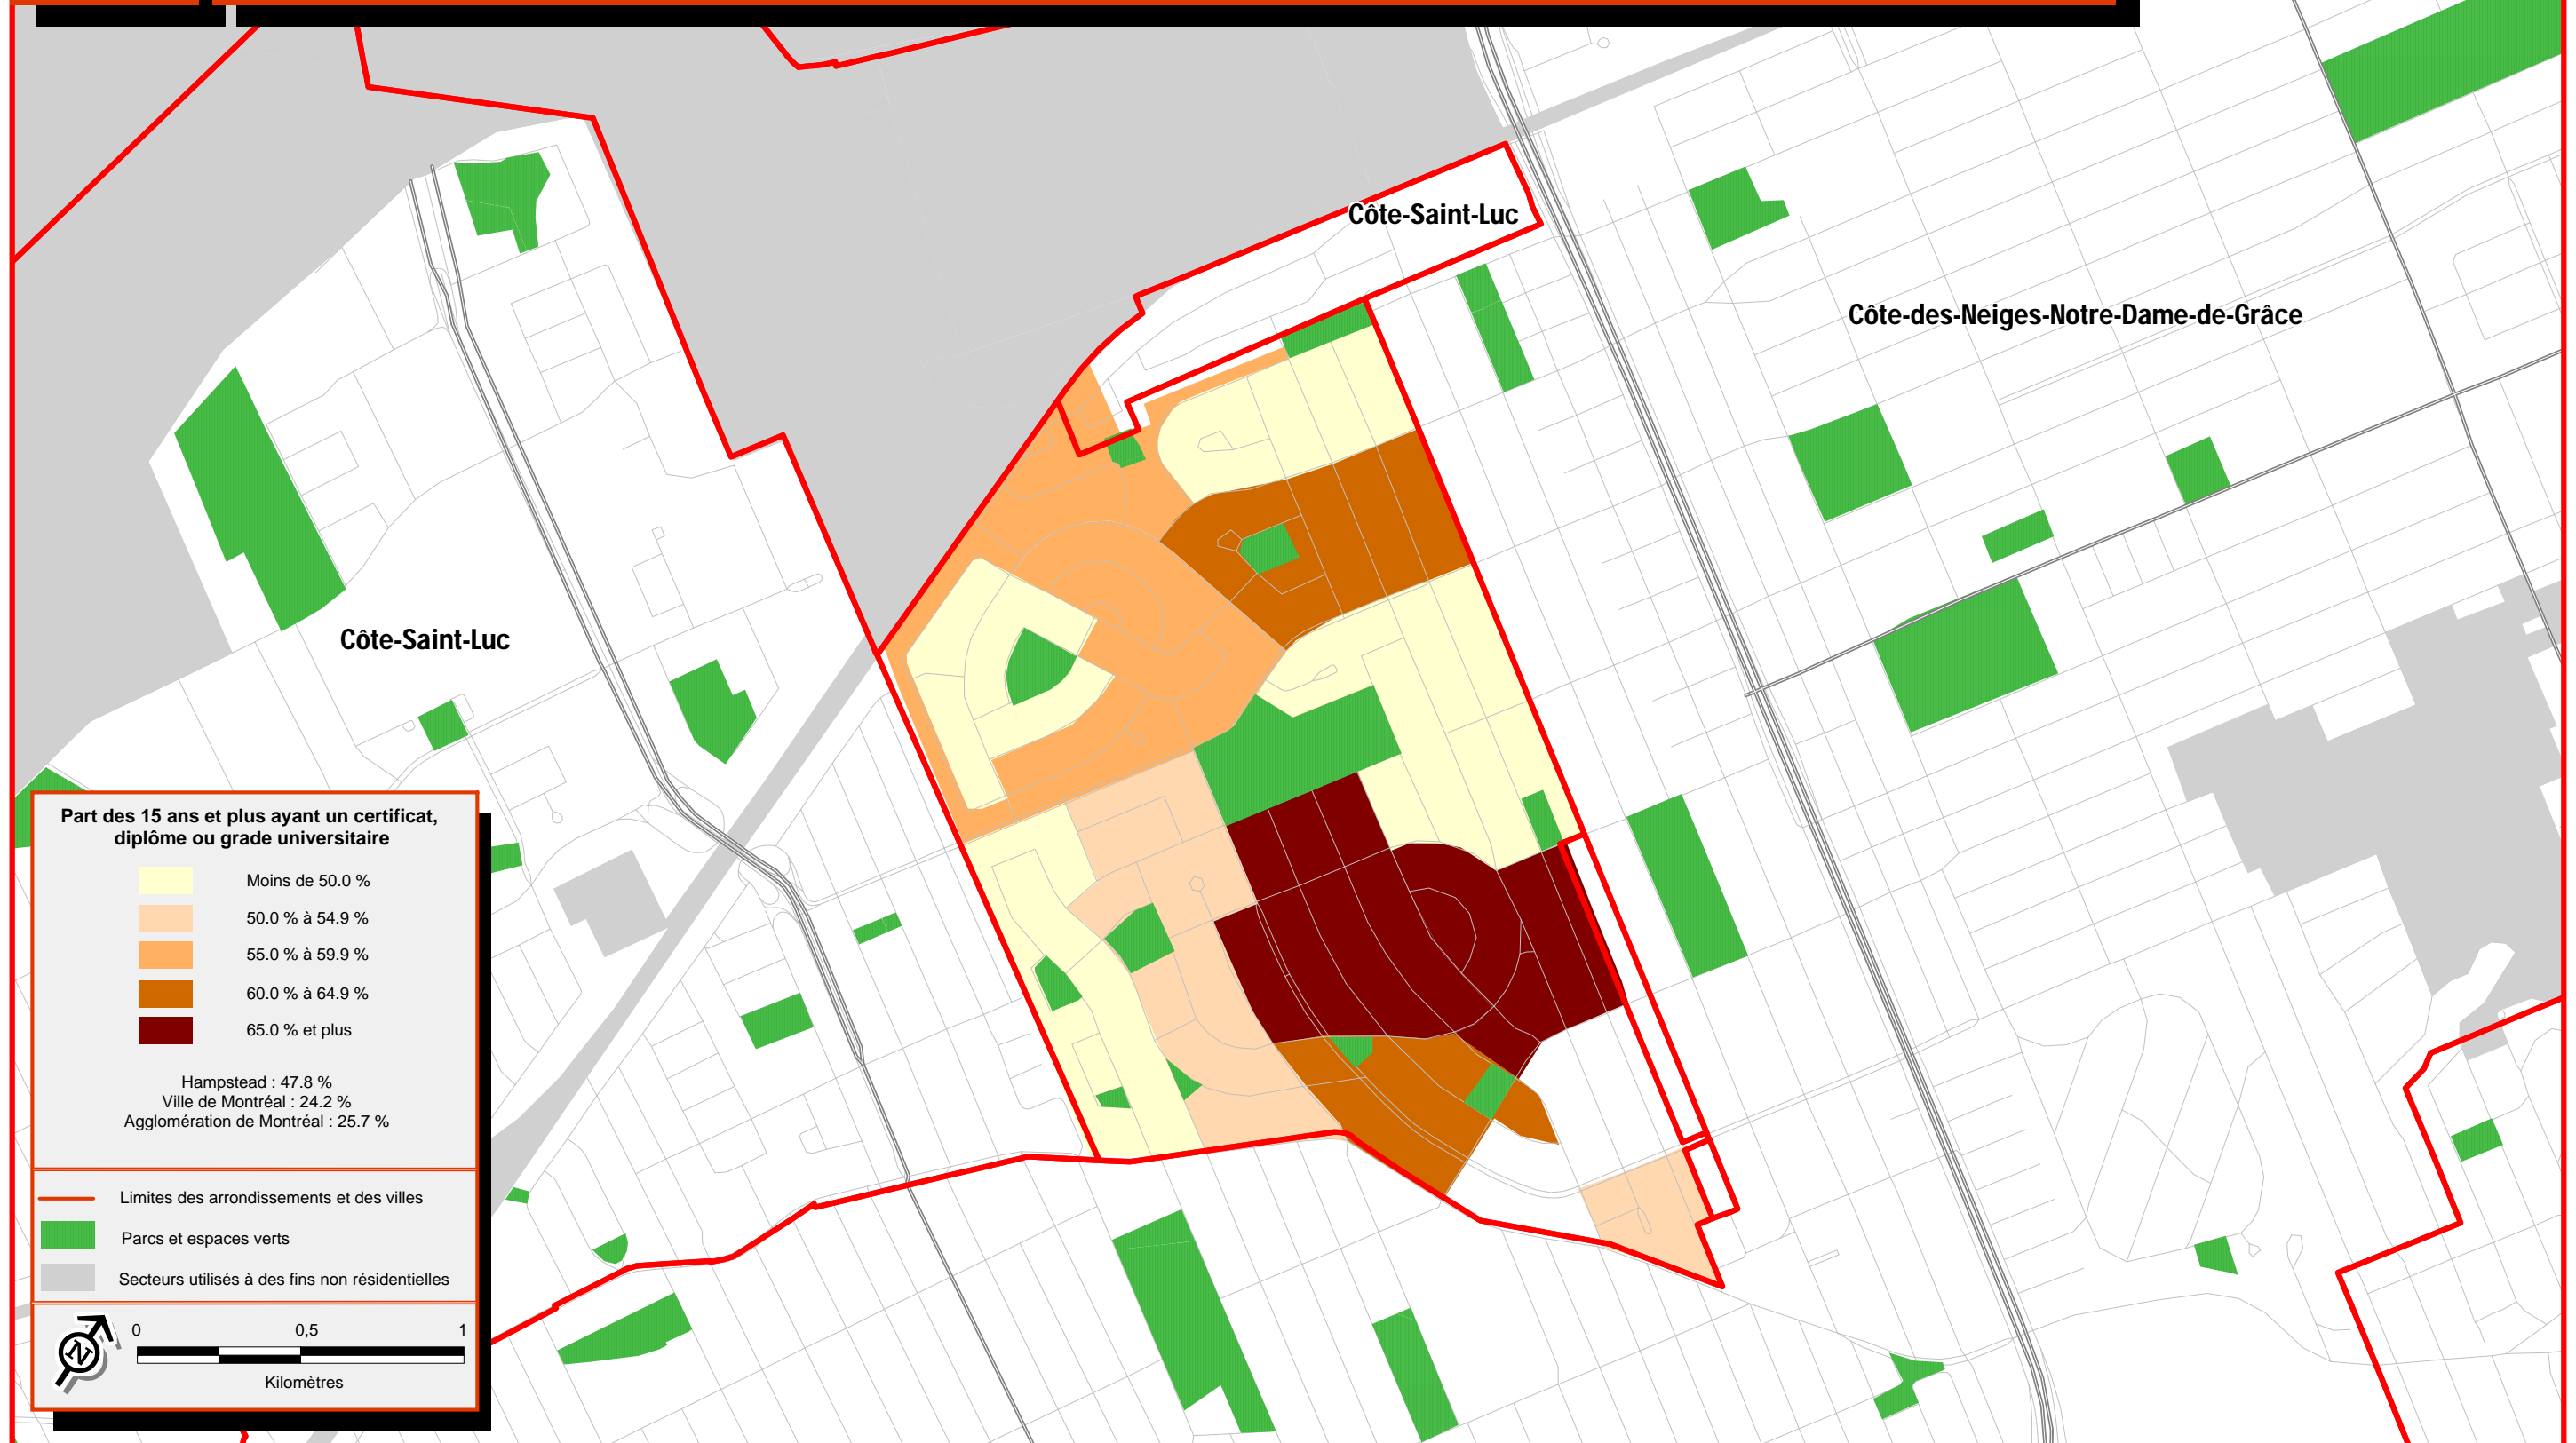 Côte-Saint-Luc
Côte-des-Neiges-Notre-Dame-de-Grâce
Côte-Saint-Luc
Part des 15 ans et plus ayant un certificat,
diplôme ou grade universitaire
Moins de 50.0 %
50.0 % à 54.9 %
55.0 % à 59.9 %
60.0 % à 64.9 %
65.0 % et plus
Hampstead : 47.8 %
Ville de Montréal : 24.2 %
Agglomération de Montréal : 25.7 %
Limites des arrondissements et des villes
Parcs et espaces verts
Secteurs utilisés à des fins non résidentielles
N
0 0,5 1
Kilomètres